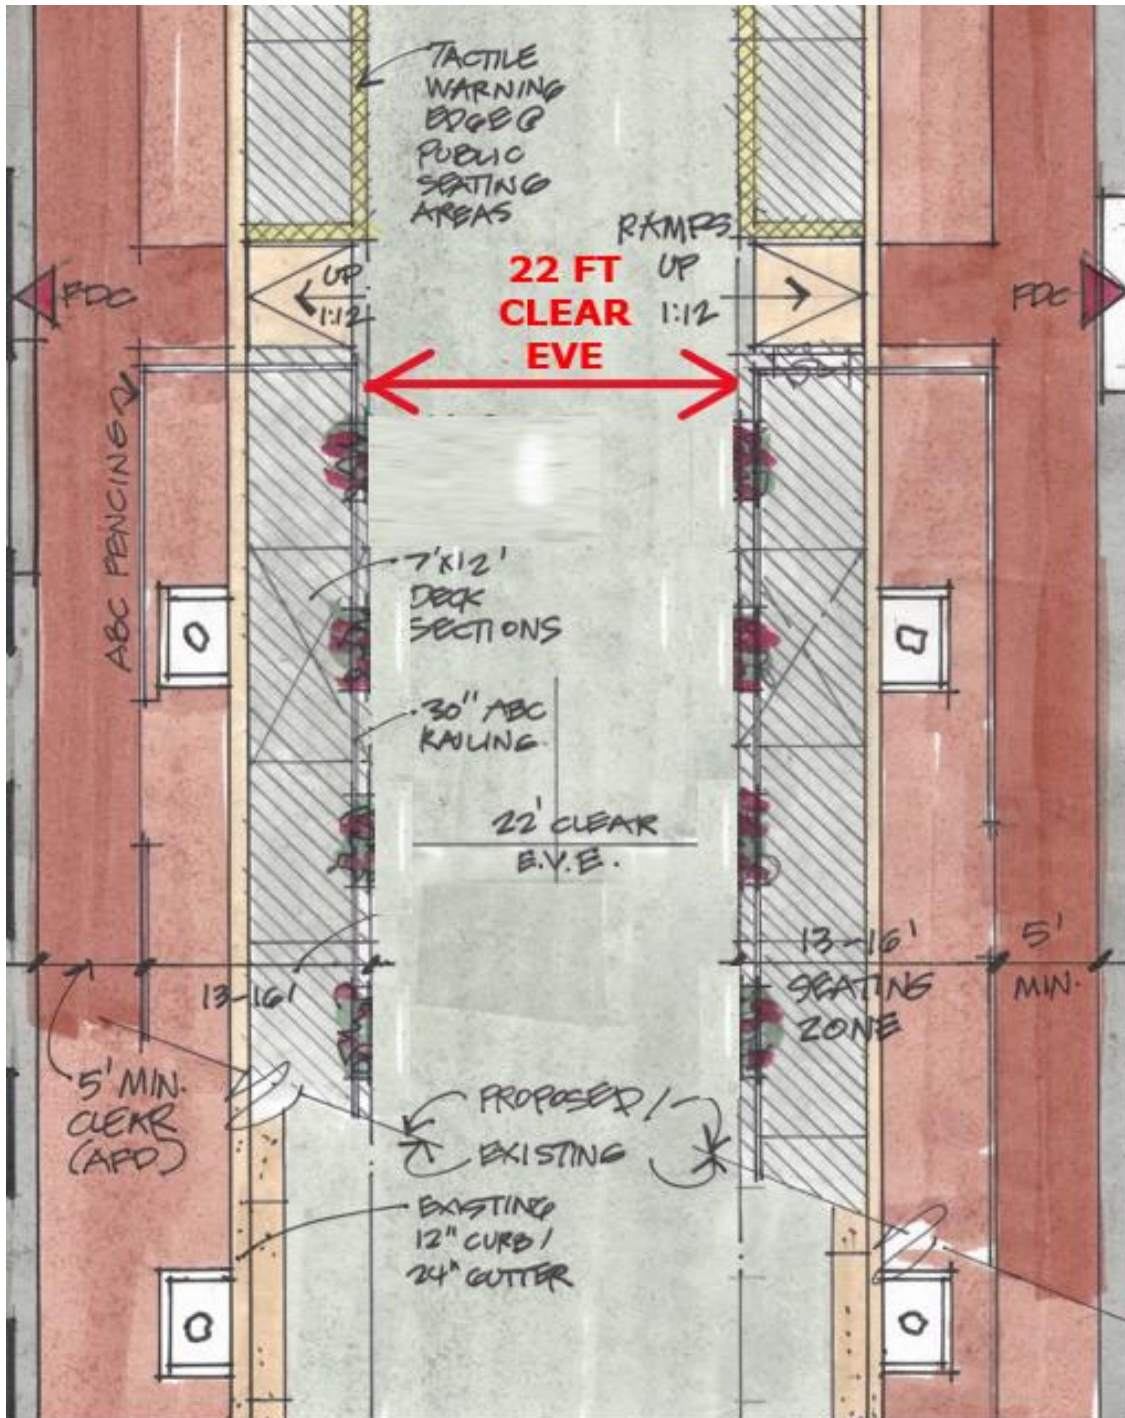 TACTILE
WARNING
EDGE @
PUBLIC
SEATING
AREAS
RAMPS
UP
1:12
UP
1:12
22 FT
CLEAR
EVE
FDC
FDC
ABC FENCING
7'X12'
DECK
SECTIONS
30" ABC
RAILING
22' CLEAR
E.V.E.
13-16'
13-16'
SEATING
ZONE
5'
MIN.
5' MIN.
CLEAR
(AFD)
PROPOSED /
EXISTING
EXISTING
12" CURB /
24" GUTTER